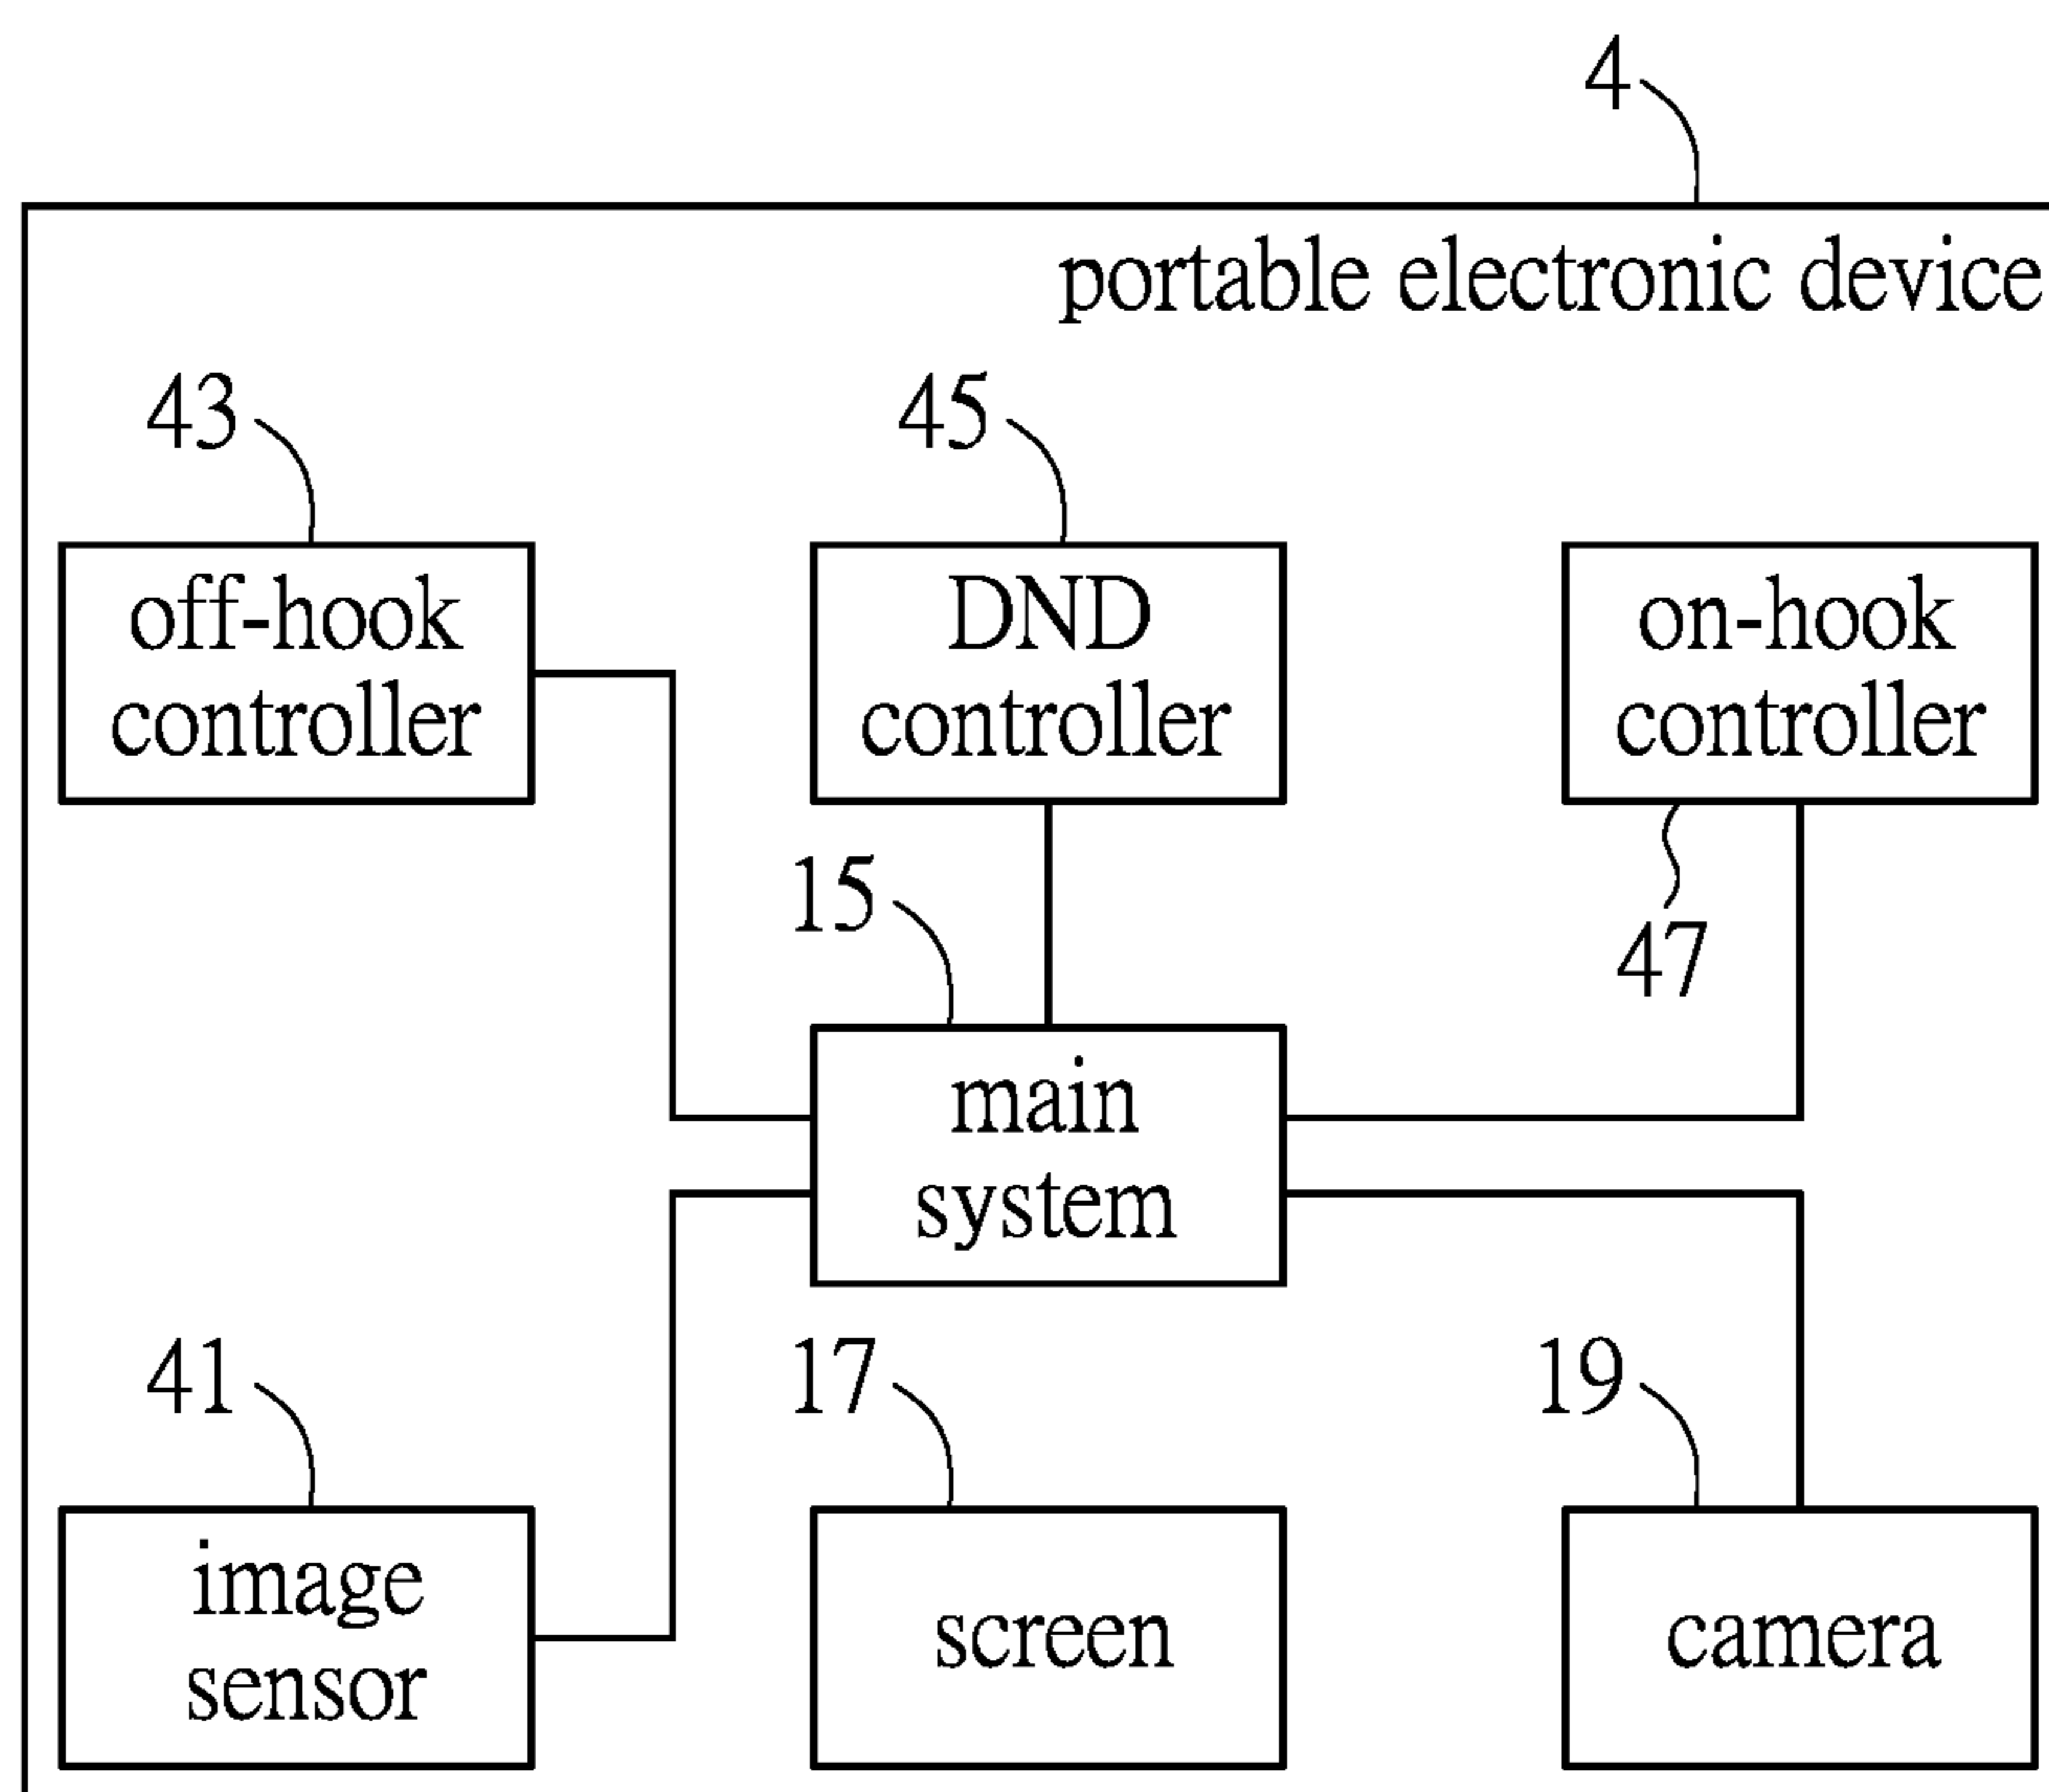 4
portable electronic device
43
45
off-hook
controller
DND
controller
on-hook
controller
15
47
main
system
41
17
19
image
sensor
screen
camera